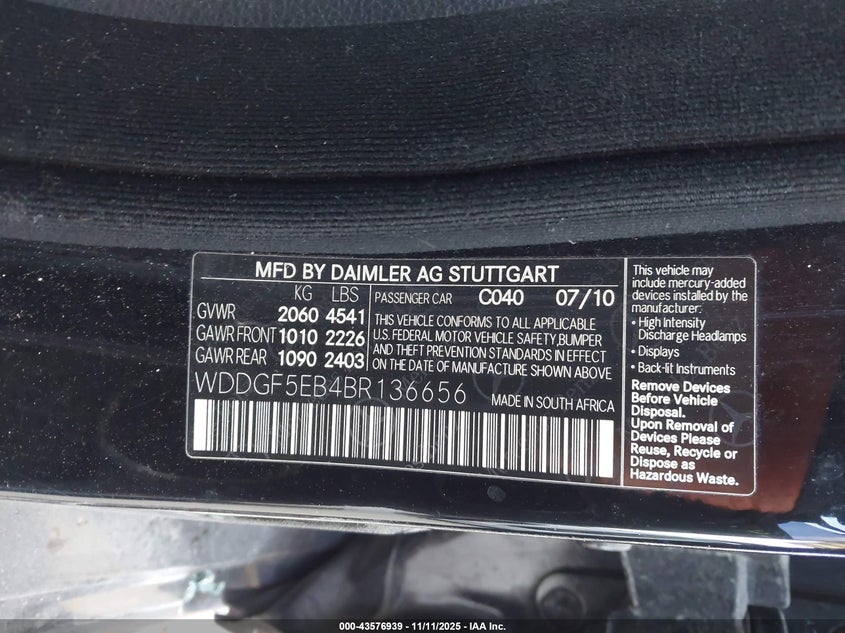 MFD BY DAIMLER AG STUTTGART
KG LBS
GVWR 2060 4541
GAWR FRONT 1010 2226
GAWR REAR 1090 2403
PASSENGER CAR C040 07/10
THIS VEHICLE CONFORMS TO ALL APPLICABLE
U.S. FEDERAL MOTOR VEHICLE SAFETY,BUMPER
AND THEFT PREVENTION STANDARDS IN EFFECT
ON THE DATE OF MANUFACTURE SHOWN ABOVE
WDDGF5EB4BR136656
MADE IN SOUTH AFRICA
This vehicle may
include mercury-added
devices installed by the
manufacturer:
• High Intensity
Discharge Headlamps
• Displays
• Back-lit Instruments
Remove Devices
Before Vehicle
Disposal.
Upon Removal of
Devices Please
Reuse, Recycle or
Dispose as
Hazardous Waste.
000-43576939 - 11/11/2025 - IAA Inc.